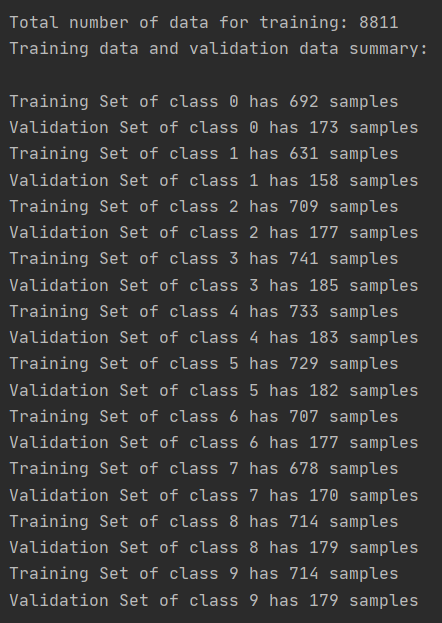 Total number of data for training: 8811
Training data and validation data summary:
Training Set of class 0 has 692 samples
Validation Set of class 0 has 173 samples
Training Set of class 1 has 631 samples
Validation Set of class 1 has 158 samples
Training Set of class 2 has 709 samples
Validation Set of class 2 has 177 samples
Training Set of class 3 has 741 samples
Validation Set of class 3 has 185 samples
Training Set of class 4 has 733 samples
Validation Set of class 4 has 183 samples
Training Set of class 5 has 729 samples
Validation Set of class 5 has 182 samples
Training Set of class 6 has 707 samples
Validation Set of class 6 has 177 samples
Training Set of class 7 has 678 samples
Validation Set of class 7 has 170 samples
Training Set of class 8 has 714 samples
Validation Set of class 8 has 179 samples
Training Set of class 9 has 714 samples
Validation Set of class 9 has 179 samples